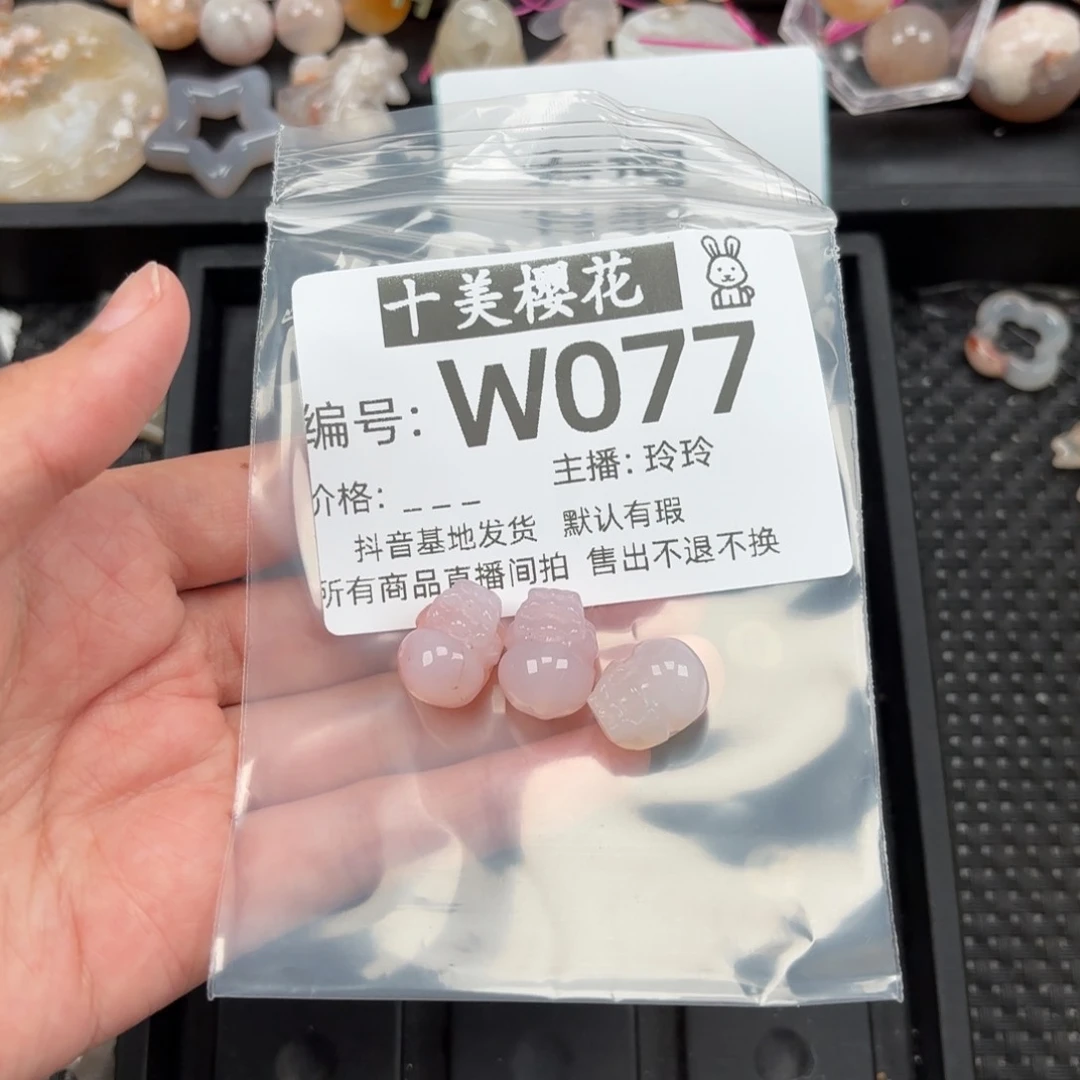 十美樱花
编号: W077
价格: _ _ _ 主播: 玲玲
抖音基地发货 默认有瑕
所有商品直播间拍 售出不退不换